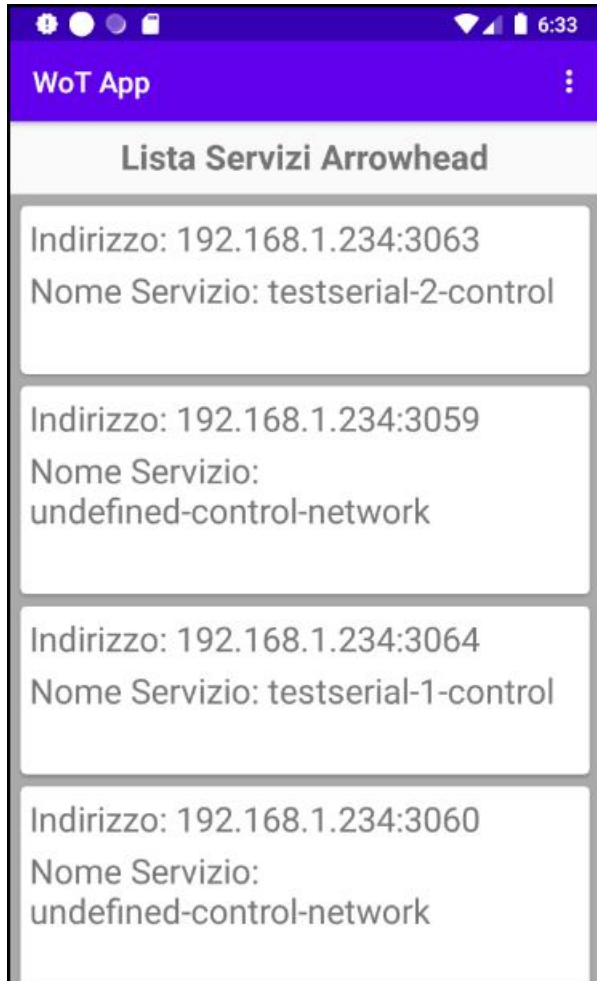 6:33
WoT App
Lista Servizi Arrowhead
Indirizzo: 192.168.1.234:3063
Nome Servizio: testserial-2-control
Indirizzo: 192.168.1.234:3059
Nome Servizio:
undefined-control-network
Indirizzo: 192.168.1.234:3064
Nome Servizio: testserial-1-control
Indirizzo: 192.168.1.234:3060
Nome Servizio:
undefined-control-network